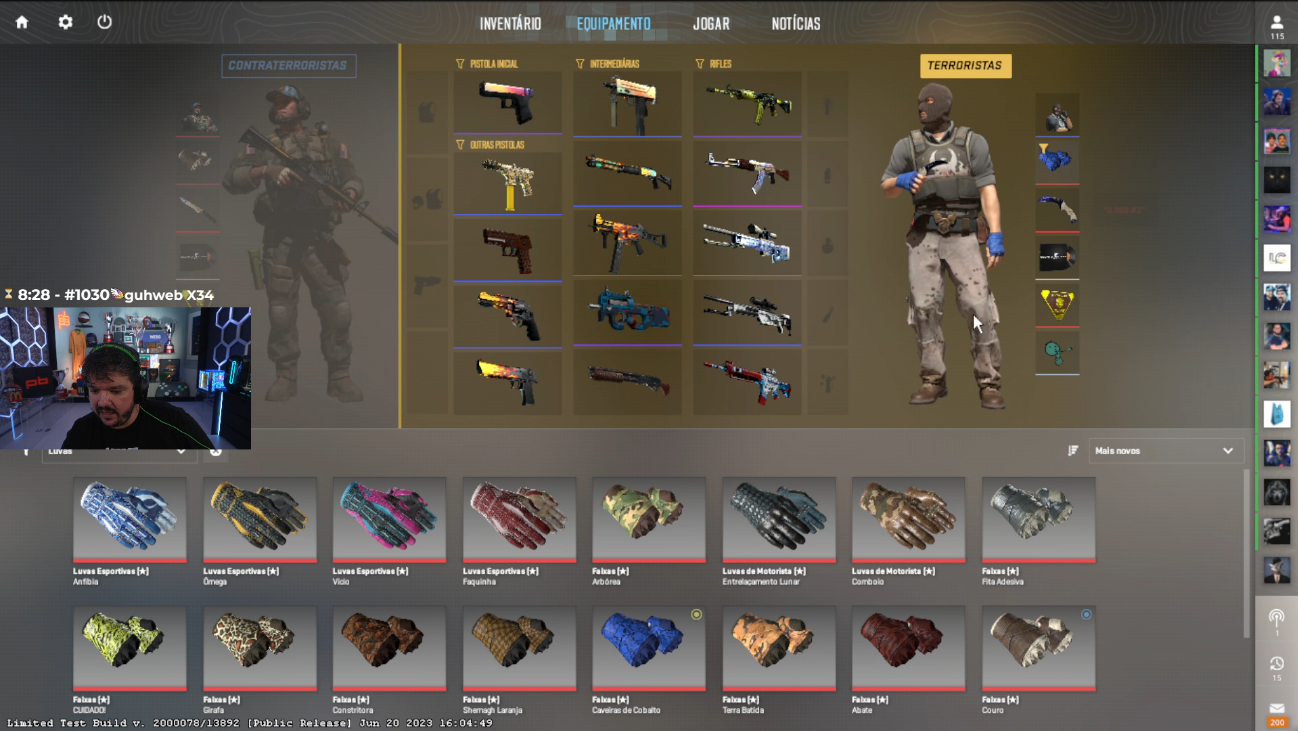 INVENTÁRIO
EQUIPAMENTO
JOGAR
NOTÍCIAS
115
CONTRATERRORISTAS
PISTOLA INICIAL
INTERMEDIÁRIAS
RIFLES
TERRORISTAS
OUTRAS PISTOLAS
8:28 - #1030 guhweb X34
Luvas
Mais novos
Luvas Esportivas [★]
Anfíbia
Luvas Esportivas [★]
Ômega
Luvas Esportivas [★]
Vício
Luvas Esportivas [★]
Faquinha
Faixas [★]
Arbórea
Luvas de Motorista [★]
Entrelaçamento Lunar
Luvas de Motorista [★]
Comboio
Faixas [★]
Fita Adesiva
Faixas [★]
CUIDADO!
Faixas [★]
Girafa
Faixas [★]
Constritora
Faixas [★]
Shemagh Laranja
Faixas [★]
Caveiras de Cobalto
Faixas [★]
Terra Batida
Faixas [★]
Abate
Faixas [★]
Couro
1
15
200
Limited Test Build v. 2000078/13892 [Public Release] Jun 20 2023 16:04:49